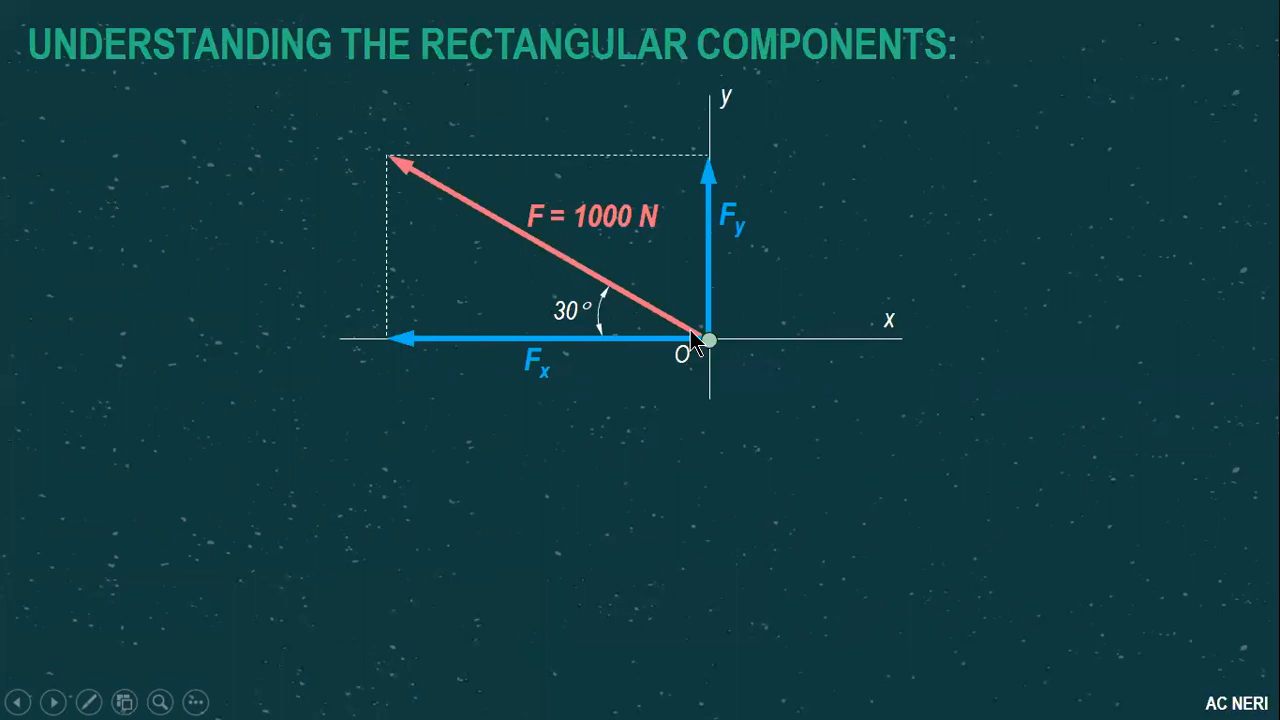 UNDERSTANDING THE RECTANGULAR COMPONENTS:
y
F = 1000 N
Fy
30°
x
O
Fx
AC NERI